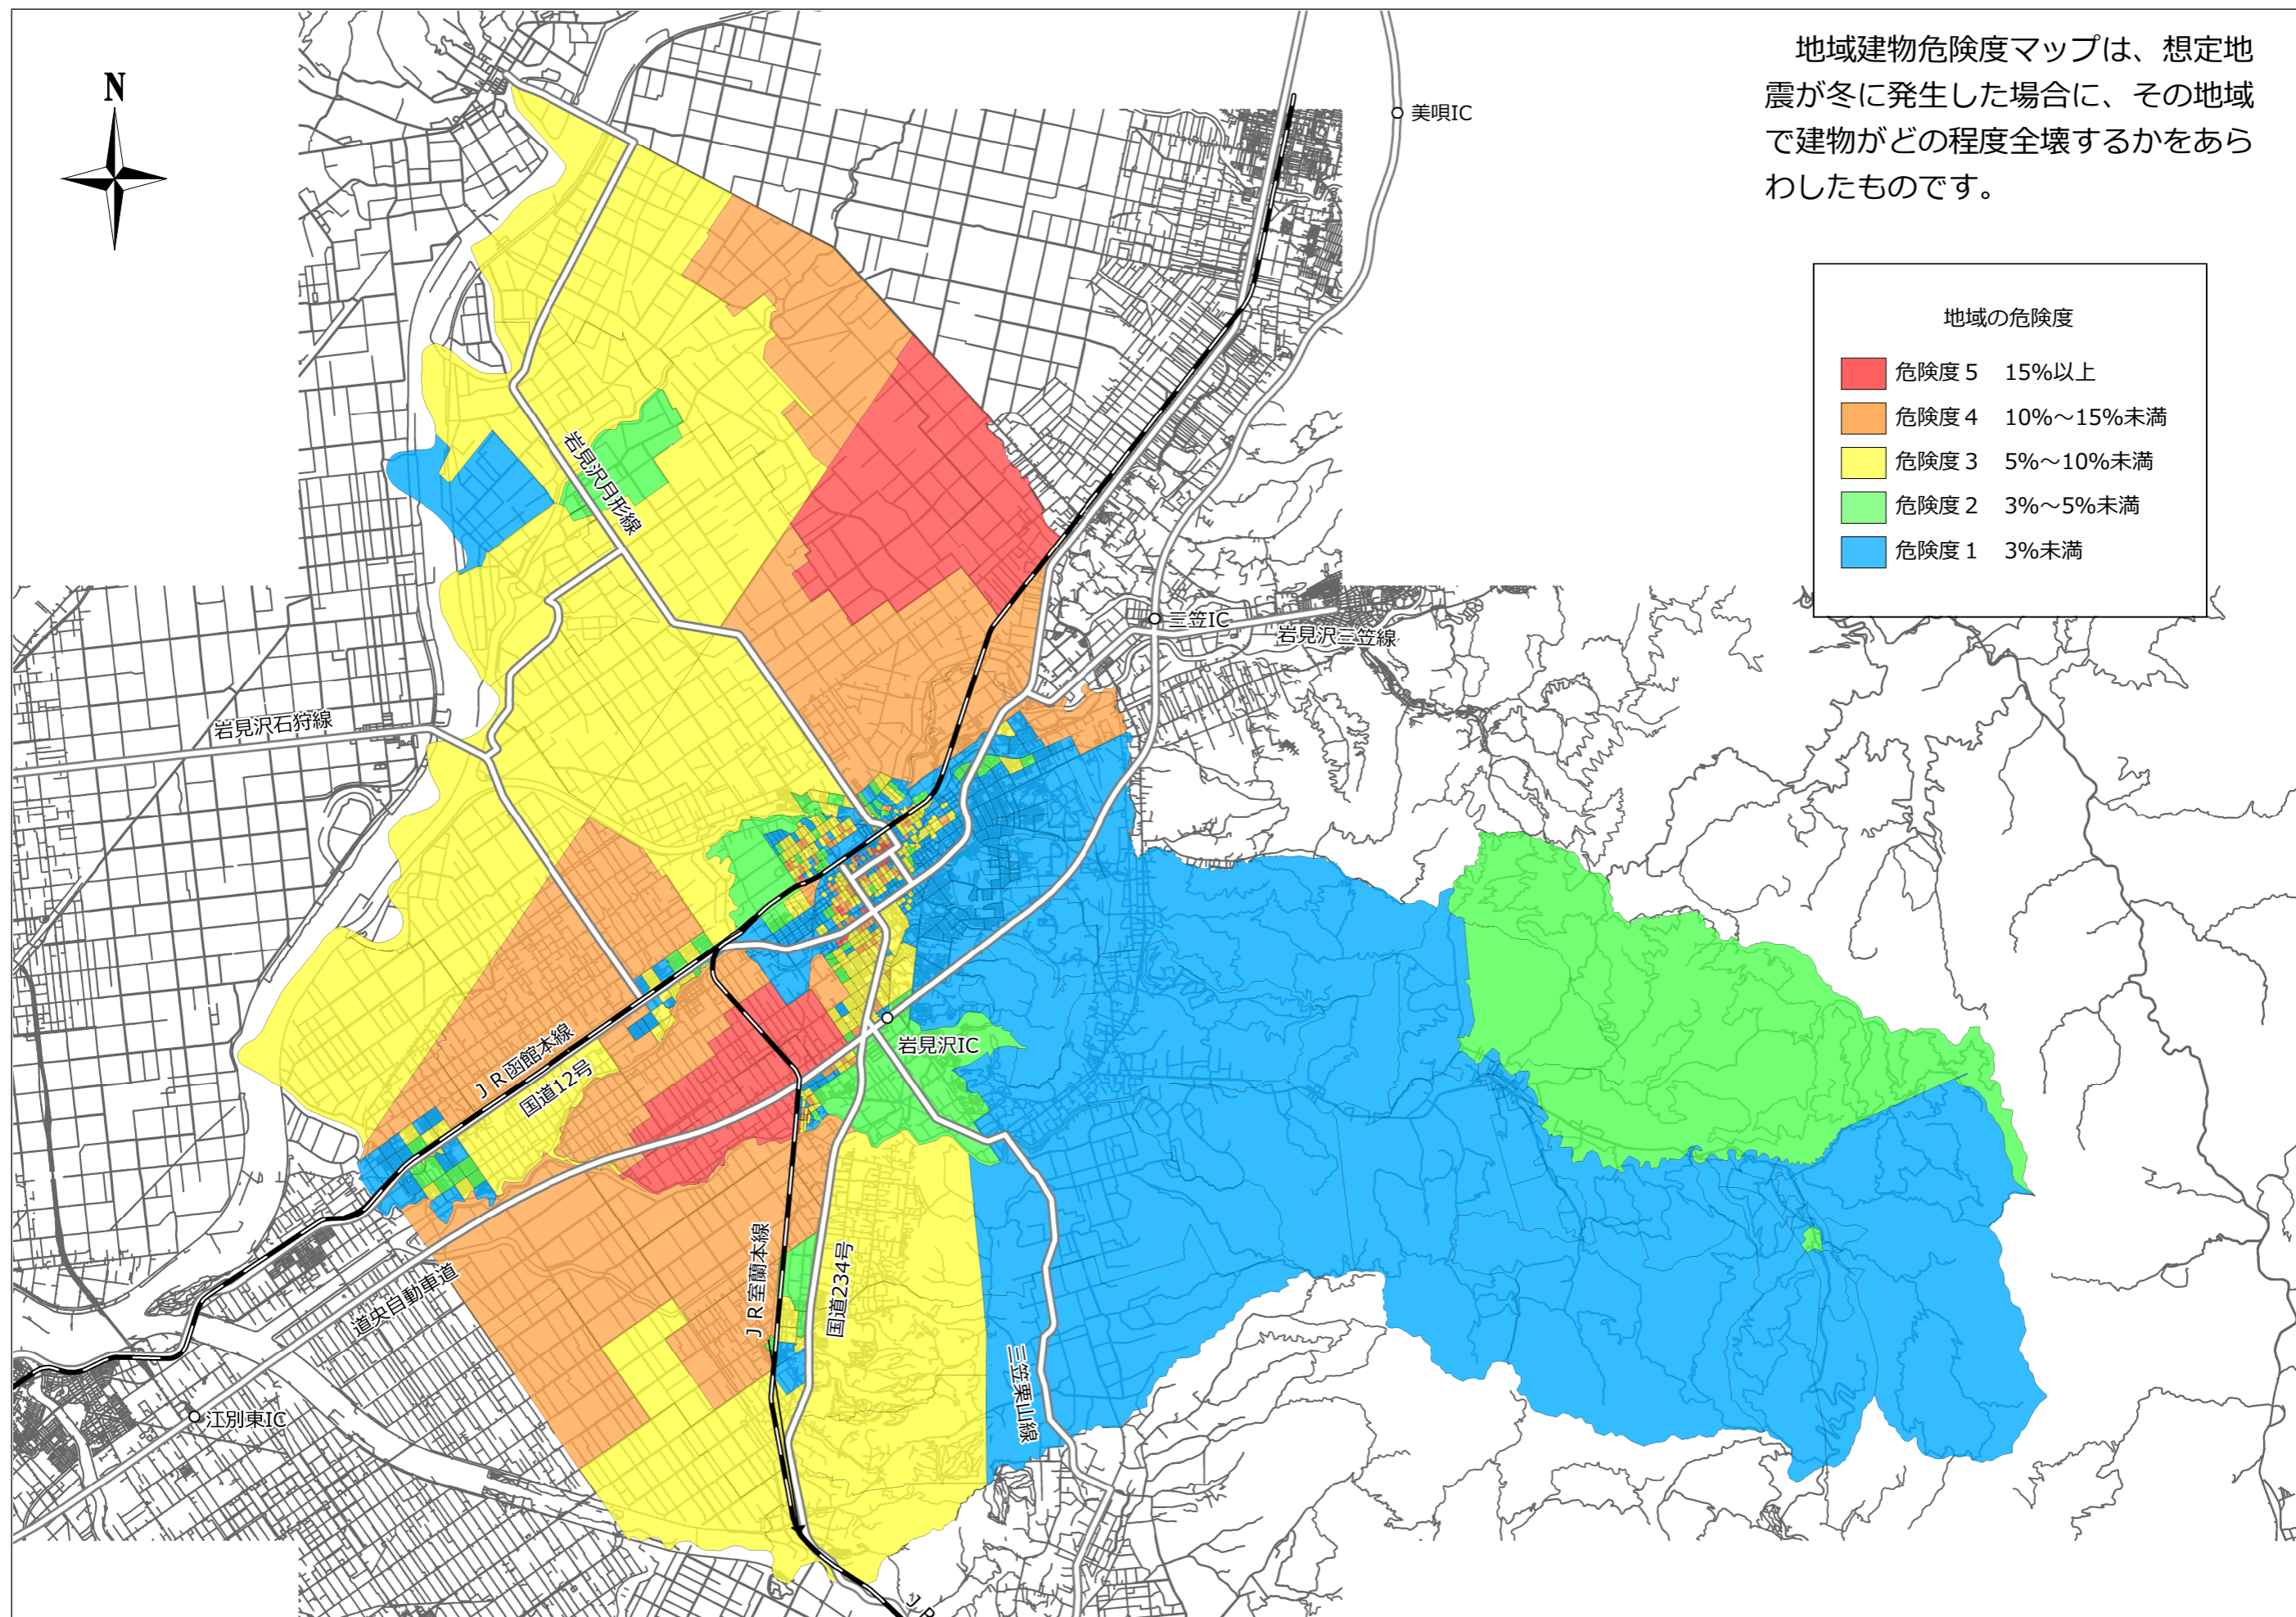 N
地域建物危険度マップは、想定地
震が冬に発生した場合に、その地域
で建物がどの程度全壊するかをあら
わしたものです。
美唄IC
地域の危険度
危険度５ 15%以上
危険度４ 10%～15%未満
危険度３ 5%～10%未満
危険度２ 3%～5%未満
危険度１ 3%未満
岩見沢月形線
三笠IC
岩見沢三笠線
岩見沢石狩線
岩見沢IC
ＪＲ函館本線
国道12号
ＪＲ室蘭本線
国道234号
道央自動車道
三笠栗山線
江別東IC
ＪＲ